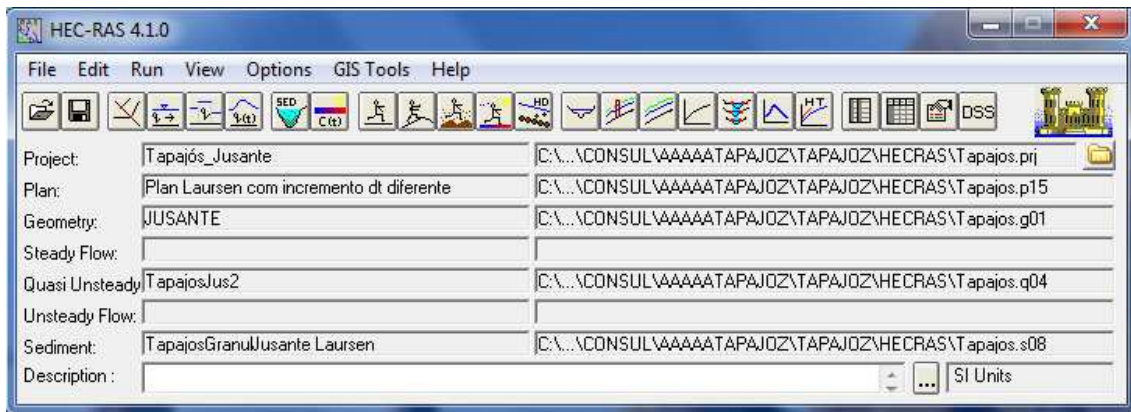 HEC-RAS 4.1.0
File Edit Run View Options GIS Tools Help
SED C(t) q(t) HD HT DSS
Project: Tapajós_Jusante C:\...\CONSUL\AAAAATAPAJOZ\TAPAJOZ\HECRAS\Tapajos.prj
Plan: Plan Laursen com incremento dt diferente C:\...\CONSUL\AAAAATAPAJOZ\TAPAJOZ\HECRAS\Tapajos.p15
Geometry: JUSANTE C:\...\CONSUL\AAAAATAPAJOZ\TAPAJOZ\HECRAS\Tapajos.g01
Steady Flow:
Quasi Unsteady TapajosJus2 C:\...\CONSUL\AAAAATAPAJOZ\TAPAJOZ\HECRAS\Tapajos.q04
Unsteady Flow:
Sediment: TapajosGranulJusante Laursen C:\...\CONSUL\AAAAATAPAJOZ\TAPAJOZ\HECRAS\Tapajos.s08
Description : ... SI Units